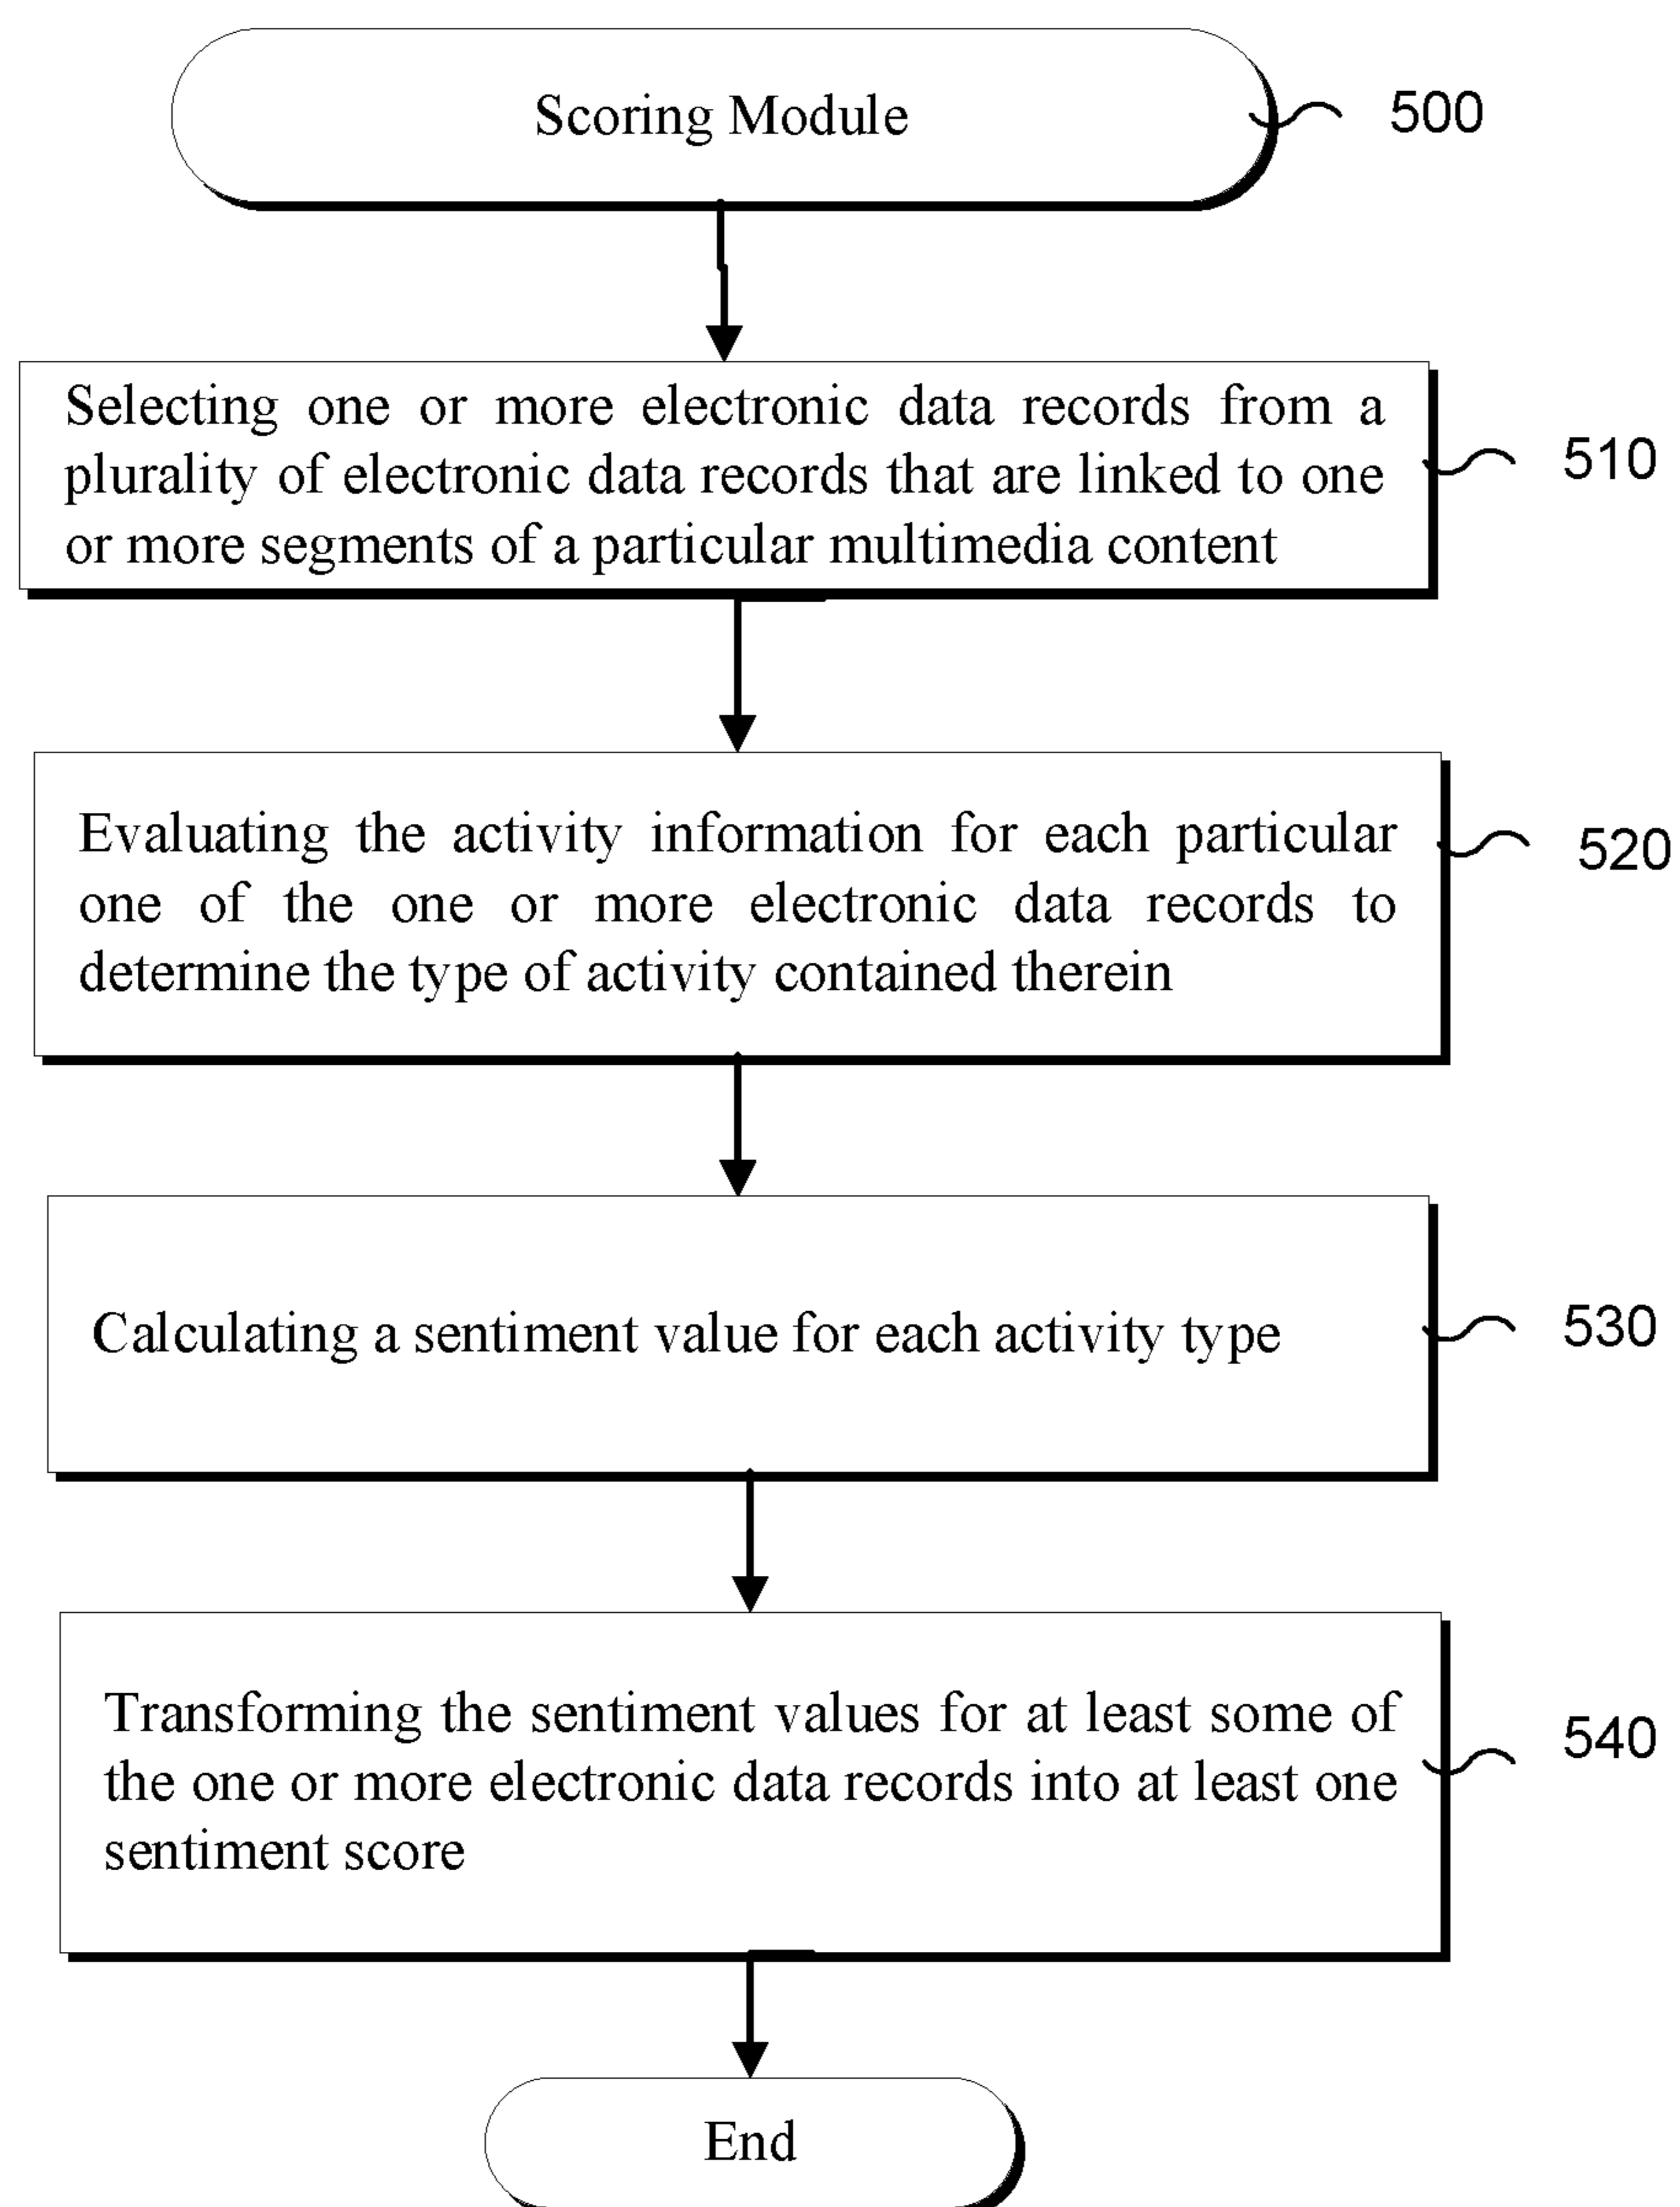 Scoring Module
500
Selecting one or more electronic data records from a
plurality of electronic data records that are linked to one
or more segments of a particular multimedia content
510
Evaluating the activity information for each particular
one of the one or more electronic data records to
determine the type of activity contained therein
520
Calculating a sentiment value for each activity type
530
Transforming the sentiment values for at least some of
the one or more electronic data records into at least one
sentiment score
540
End